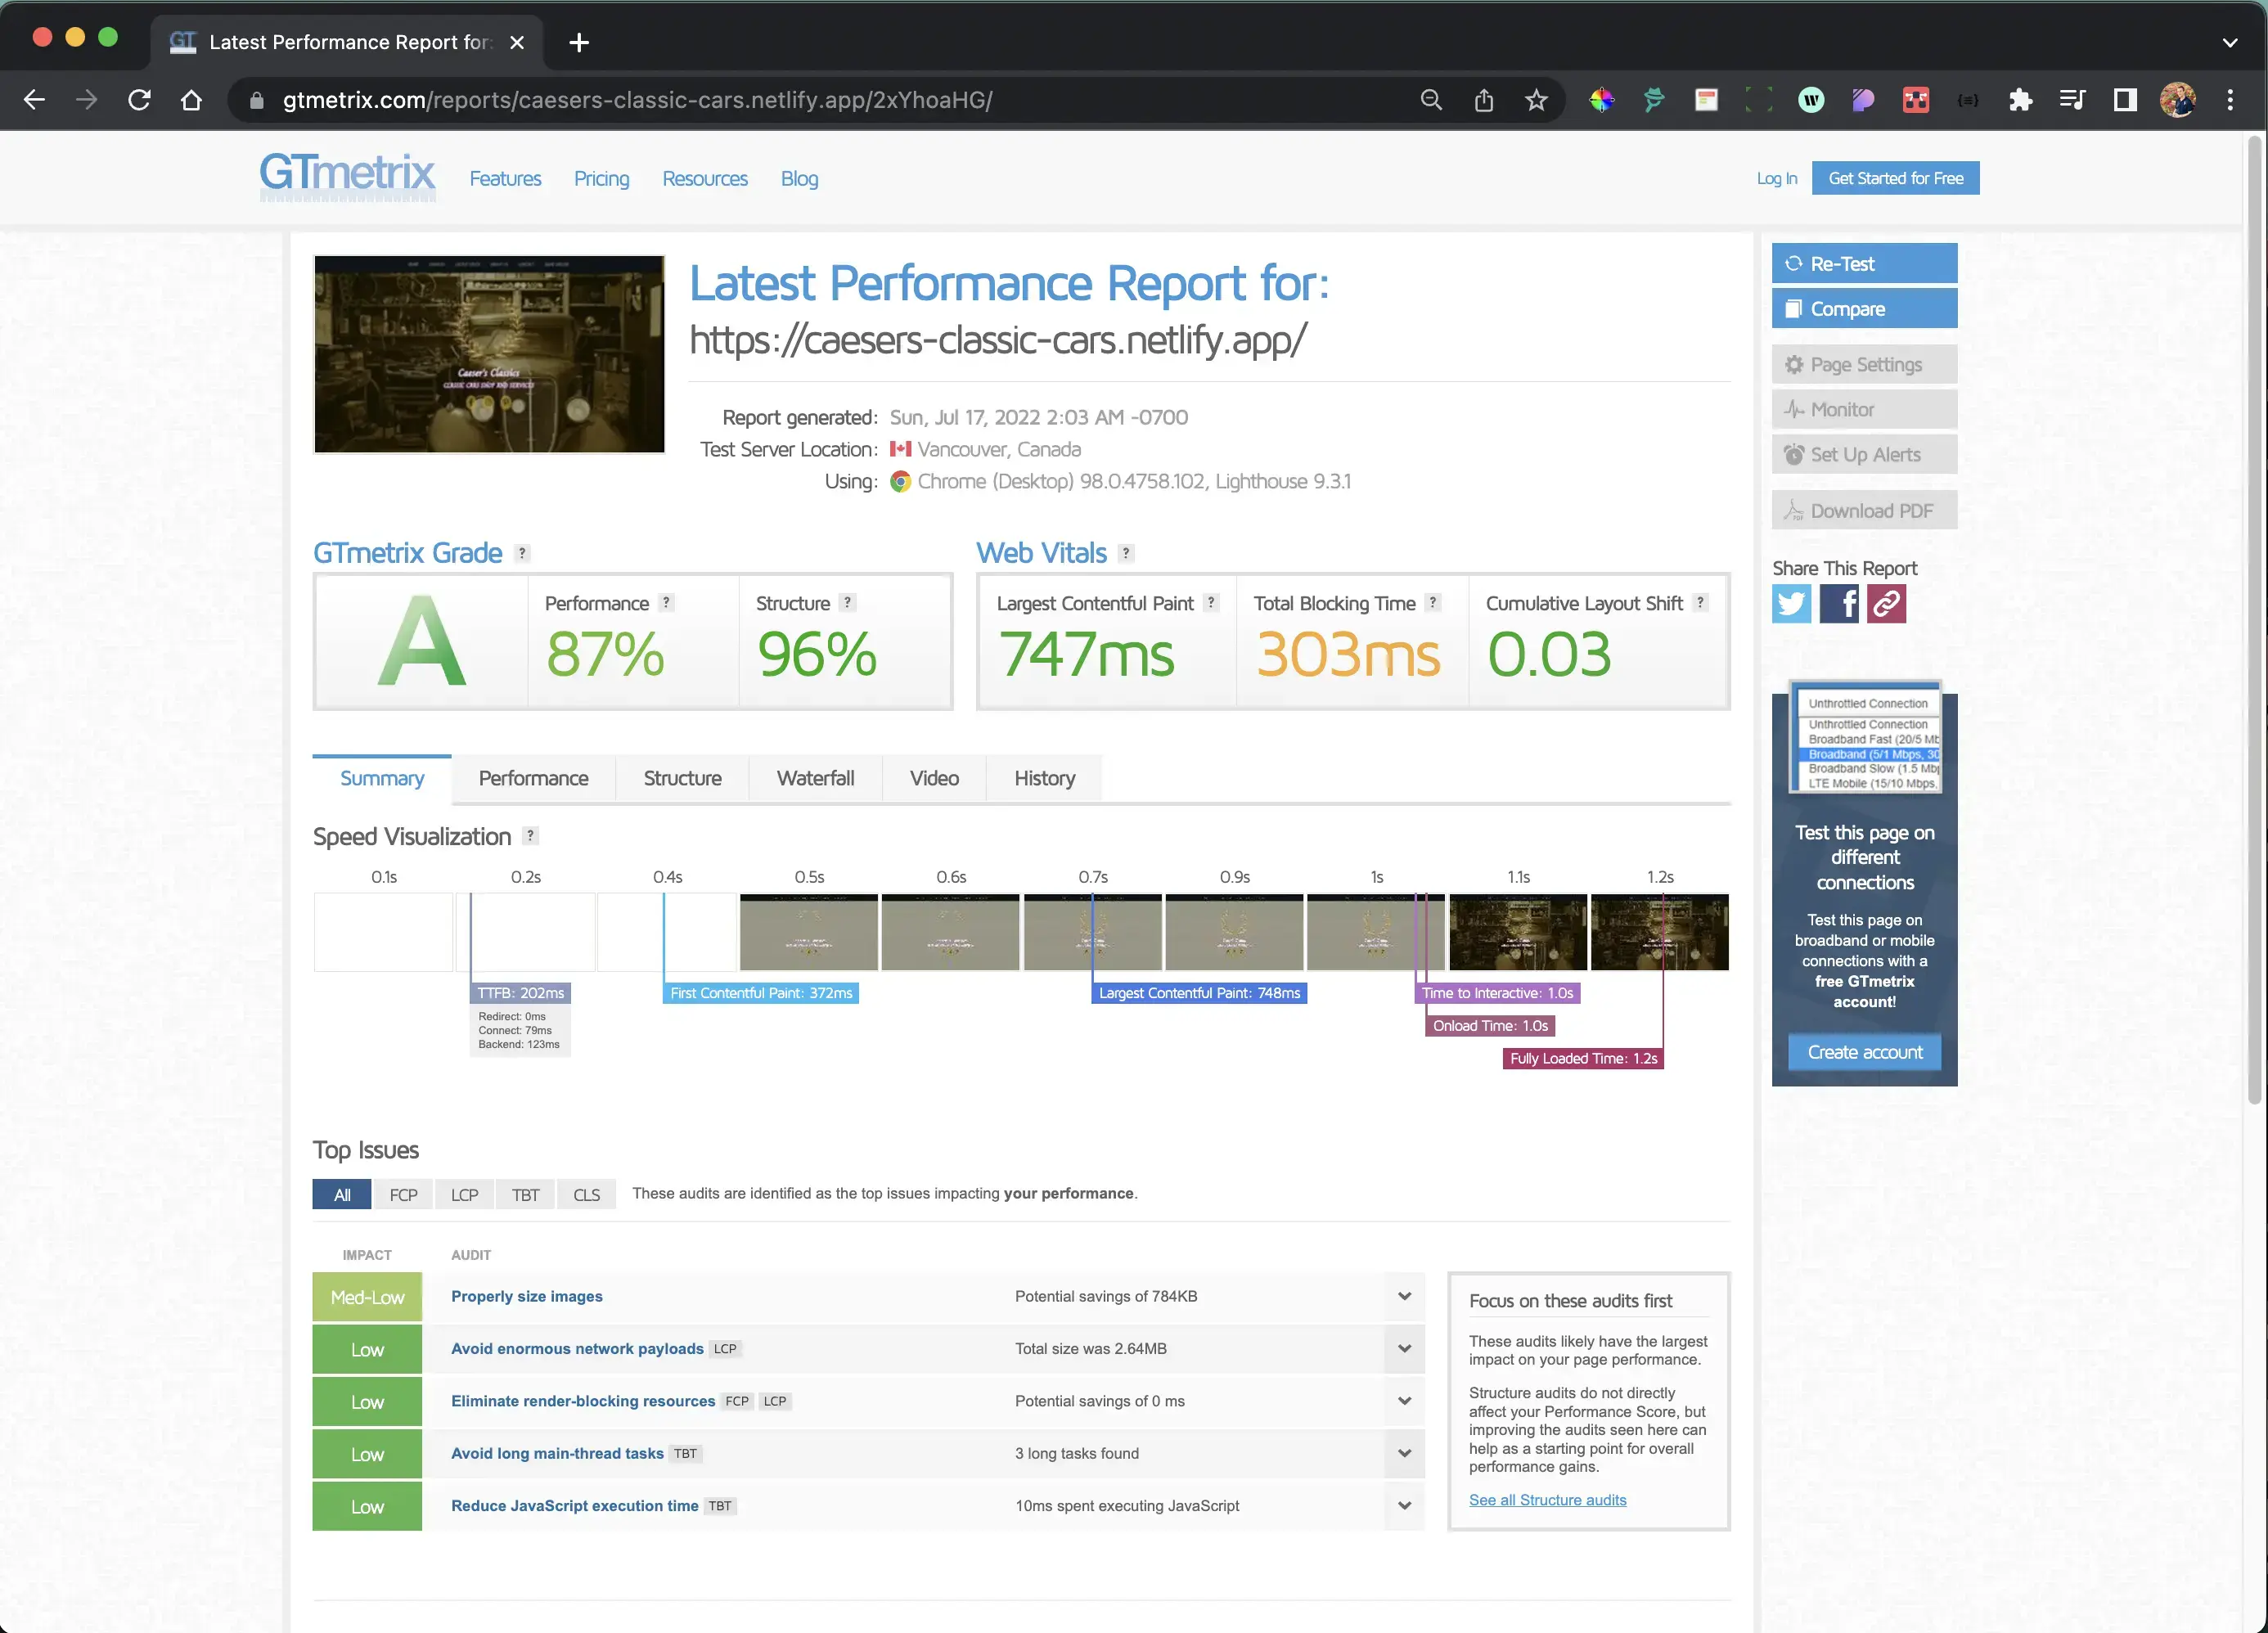 Latest Performance Report for:
gtmetrix.com/reports/caesers-classic-cars.netlify.app/2xYhoaHG/
GTmetrix
Features
Pricing
Resources
Blog
Log In
Get Started for Free
Latest Performance Report for:
https://caesers-classic-cars.netlify.app/
Caeser's Classics
CLASSIC CARS SHOP AND SERVICES
Report generated: Sun, Jul 17, 2022 2:03 AM -0700
Test Server Location: Vancouver, Canada
Using: Chrome (Desktop) 98.0.4758.102, Lighthouse 9.3.1
Re-Test
Compare
Page Settings
Monitor
Set Up Alerts
Download PDF
Share This Report
GTmetrix Grade ?
A
Performance ?
87%
Structure ?
96%
Web Vitals ?
Largest Contentful Paint ?
747ms
Total Blocking Time ?
303ms
Cumulative Layout Shift ?
0.03
Summary
Performance
Structure
Waterfall
Video
History
Speed Visualization ?
0.1s
0.2s
0.4s
0.5s
0.6s
0.7s
0.9s
1s
1.1s
1.2s
TTFB: 202ms
Redirect: 0ms
Connect: 79ms
Backend: 123ms
First Contentful Paint: 372ms
Largest Contentful Paint: 748ms
Time to Interactive: 1.0s
Onload Time: 1.0s
Fully Loaded Time: 1.2s
Unthrottled Connection
Unthrottled Connection
Broadband Fast (20/5 Mb
Broadband (5/1 Mbps, 30
Broadband Slow (1.5 Mbp
LTE Mobile (15/10 Mbps,
Test this page on
different
connections
Test this page on
broadband or mobile
connections with a
free GTmetrix
account!
Create account
Top Issues
All
FCP
LCP
TBT
CLS
These audits are identified as the top issues impacting your performance.
IMPACT
AUDIT
Med-Low
Properly size images
Potential savings of 784KB
Low
Avoid enormous network payloads LCP
Total size was 2.64MB
Low
Eliminate render-blocking resources FCP LCP
Potential savings of 0 ms
Low
Avoid long main-thread tasks TBT
3 long tasks found
Low
Reduce JavaScript execution time TBT
10ms spent executing JavaScript
Focus on these audits first
These audits likely have the largest
impact on your page performance.
Structure audits do not directly
affect your Performance Score, but
improving the audits seen here can
help as a starting point for overall
performance gains.
See all Structure audits